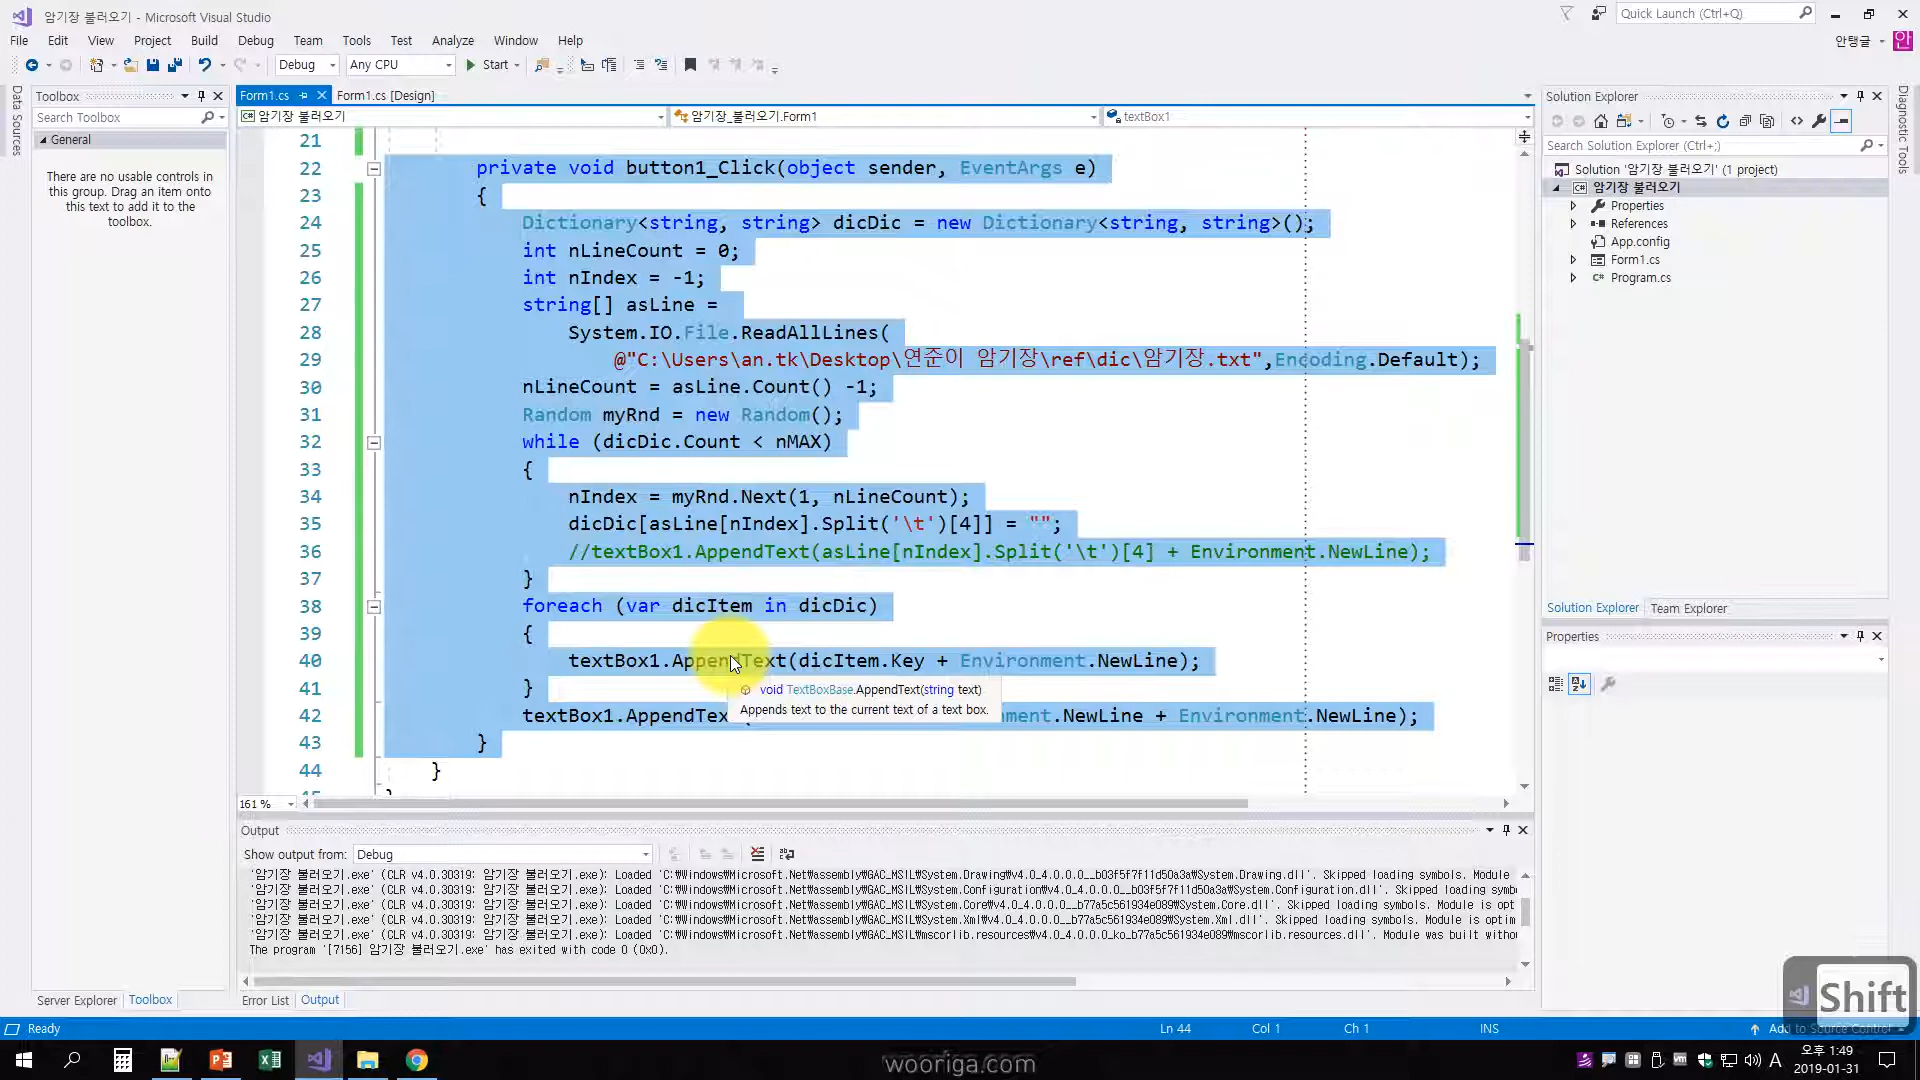 암기장 불러오기 - Microsoft Visual Studio
Quick Launch (Ctrl+Q)
File Edit View Project Build Debug Team Tools Test Analyze Window Help
안탱글
안
Debug Any CPU Start
Data Sources
Toolbox
Form1.cs Form1.cs [Design]
Solution Explorer
Diagnostic Tools
Search Toolbox
암기장 불러오기 암기장_불러오기.Form1 textBox1
General
There are no usable controls in
this group. Drag an item onto
this text to add it to the
toolbox.
Search Solution Explorer (Ctrl+;)
Solution '암기장 불러오기' (1 project)
암기장 불러오기
Properties
References
App.config
Form1.cs
Program.cs
21
22 private void button1_Click(object sender, EventArgs e)
23 {
24 Dictionary<string, string> dicDic = new Dictionary<string, string>();
25 int nLineCount = 0;
26 int nIndex = -1;
27 string[] asLine =
28 System.IO.File.ReadAllLines(
29 @"C:\Users\an.tk\Desktop\연준이 암기장\ref\dic\암기장.txt",Encoding.Default);
30 nLineCount = asLine.Count() -1;
31 Random myRnd = new Random();
32 while (dicDic.Count < nMAX)
33 {
34 nIndex = myRnd.Next(1, nLineCount);
35 dicDic[asLine[nIndex].Split('\t')[4]] = "";
36 //textBox1.AppendText(asLine[nIndex].Split('\t')[4] + Environment.NewLine);
37 }
38 foreach (var dicItem in dicDic)
39 {
40 textBox1.AppendText(dicItem.Key + Environment.NewLine);
41 }
void TextBoxBase.AppendText(string text)
Appends text to the current text of a text box.
42 textBox1.AppendTex nment.NewLine + Environment.NewLine);
43 }
44 }
161 %
Solution Explorer Team Explorer
Properties
Output
Show output from: Debug
'암기장 불러오기.exe' (CLR v4.0.30319: 암기장 불러오기.exe): Loaded 'C:₩Windows₩Microsoft.Net₩assembly₩GAC_MSIL₩System.Drawing₩v4.0_4.0.0.0__b03f5f7f11d50a3a₩System.Drawing.dll'. Skipped loading symbols. Module
'암기장 불러오기.exe' (CLR v4.0.30319: 암기장 불러오기.exe): Loaded 'C:₩Windows₩Microsoft.Net₩assembly₩GAC_MSIL₩System.Configuration₩v4.0_4.0.0.0__b03f5f7f11d50a3a₩System.Configuration.dll'. Skipped loading symb
'암기장 불러오기.exe' (CLR v4.0.30319: 암기장 불러오기.exe): Loaded 'C:₩Windows₩Microsoft.Net₩assembly₩GAC_MSIL₩System.Core₩v4.0_4.0.0.0__b77a5c561934e089₩System.Core.dll'. Skipped loading symbols. Module is opt
'암기장 불러오기.exe' (CLR v4.0.30319: 암기장 불러오기.exe): Loaded 'C:₩Windows₩Microsoft.Net₩assembly₩GAC_MSIL₩System.Xml₩v4.0_4.0.0.0__b77a5c561934e089₩System.Xml.dll'. Skipped loading symbols. Module is optim
'암기장 불러오기.exe' (CLR v4.0.30319: 암기장 불러오기.exe): Loaded 'C:₩Windows₩Microsoft.Net₩assembly₩GAC_MSIL₩mscorlib.resources₩v4.0_4.0.0.0_ko_b77a5c561934e089₩mscorlib.resources.dll'. Module was built witho
The program '[7156] 암기장 불러오기.exe' has exited with code 0 (0x0).
Server Explorer Toolbox Error List Output
Shift
Ready Ln 44 Col 1 Ch 1 INS Add to Source Control
wooriga.com
A
오후 1:49
2019-01-31